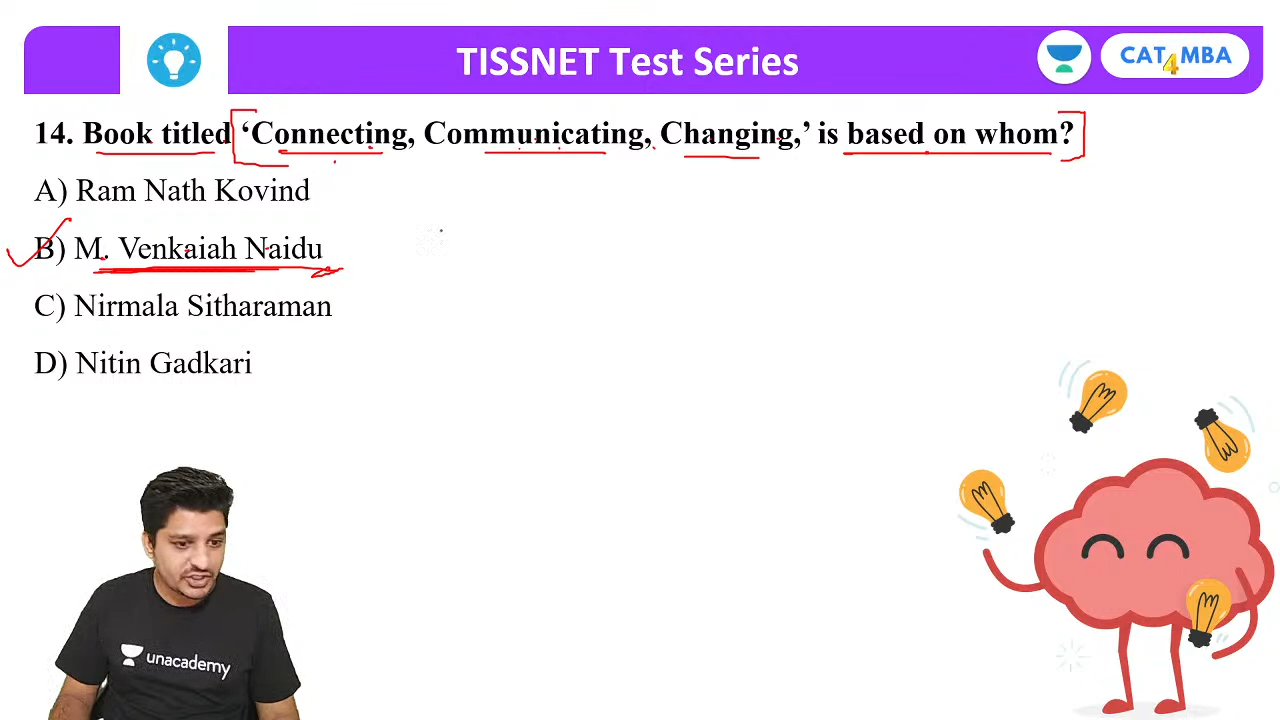 TISSNET Test Series
CAT4MBA
14. Book titled ‘Connecting, Communicating, Changing,’ is based on whom?
A) Ram Nath Kovind
B) M. Venkaiah Naidu
C) Nirmala Sitharaman
D) Nitin Gadkari
unacademy